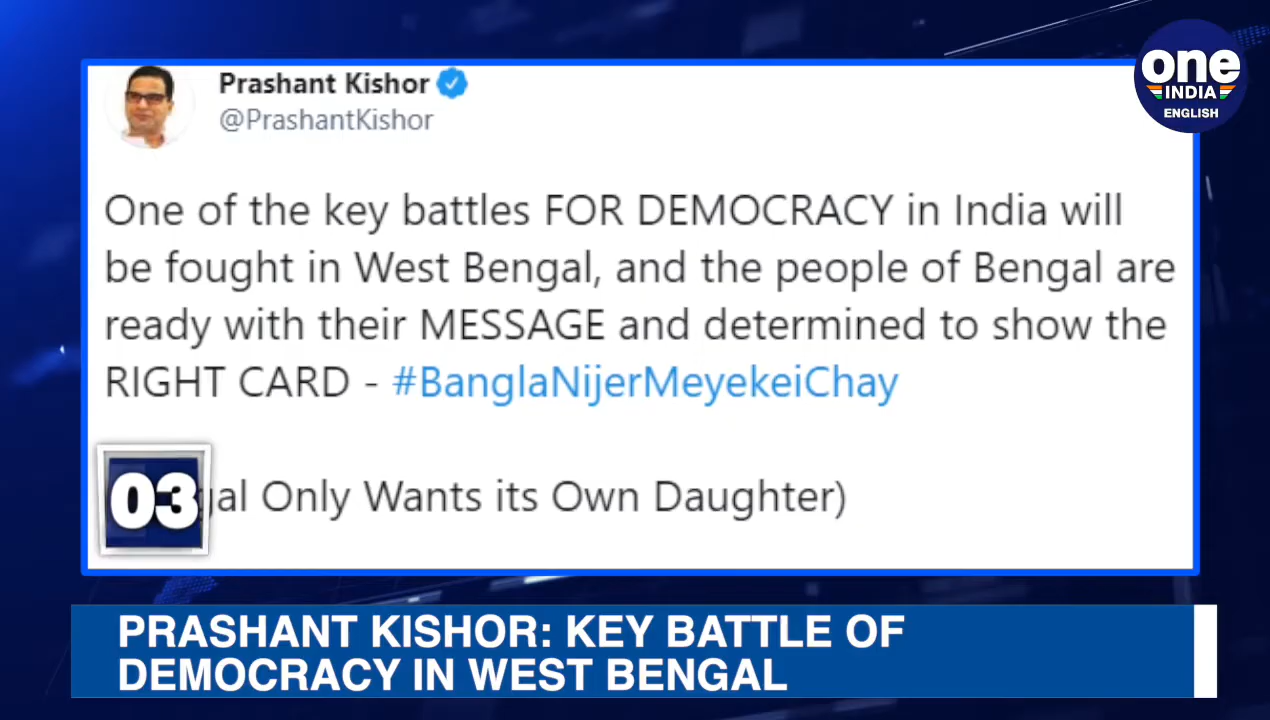 one
INDIA
ENGLISH
Prashant Kishor
@PrashantKishor
One of the key battles FOR DEMOCRACY in India will
be fought in West Bengal, and the people of Bengal are
ready with their MESSAGE and determined to show the
RIGHT CARD - #BanglaNijerMeyekeiChay
03
gal Only Wants its Own Daughter)
PRASHANT KISHOR: KEY BATTLE OF
DEMOCRACY IN WEST BENGAL